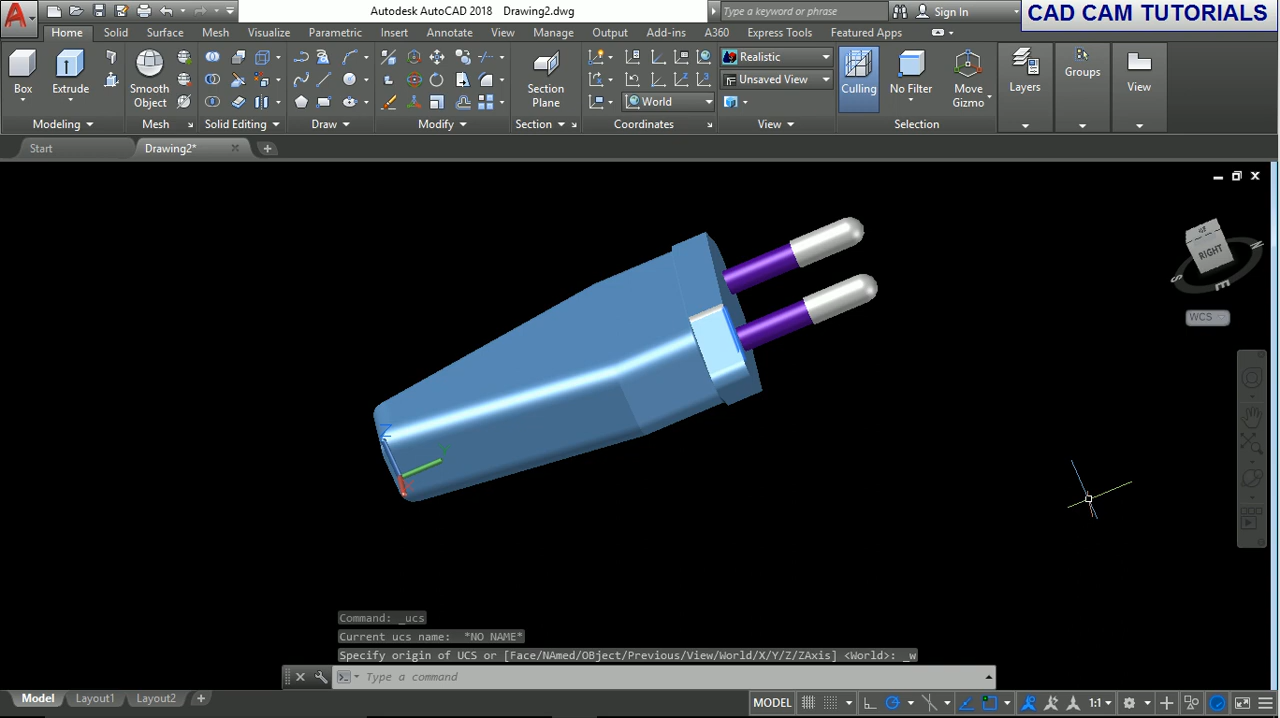 Autodesk AutoCAD 2018 Drawing2.dwg
Type a keyword or phrase
Sign In
CAD CAM TUTORIALS
Home Solid Surface Mesh Visualize Parametric Insert Annotate View Manage Output Add-ins A360 Express Tools Featured Apps
Box
Extrude
Smooth
Object
Section
Plane
World
Realistic
Unsaved View
Culling
No Filter
Move
Gizmo
Layers
Groups
View
Modeling Mesh Solid Editing Draw Modify Section Coordinates View Selection
Start Drawing2*
RIGHT
S
E
N
WCS
Z
X
Command: _ucs
Current ucs name: *NO NAME*
Specify origin of UCS or [Face/NAmed/OBject/Previous/View/World/X/Y/Z/ZAxis] <World>: _w
Type a command
Model Layout1 Layout2
MODEL
1:1